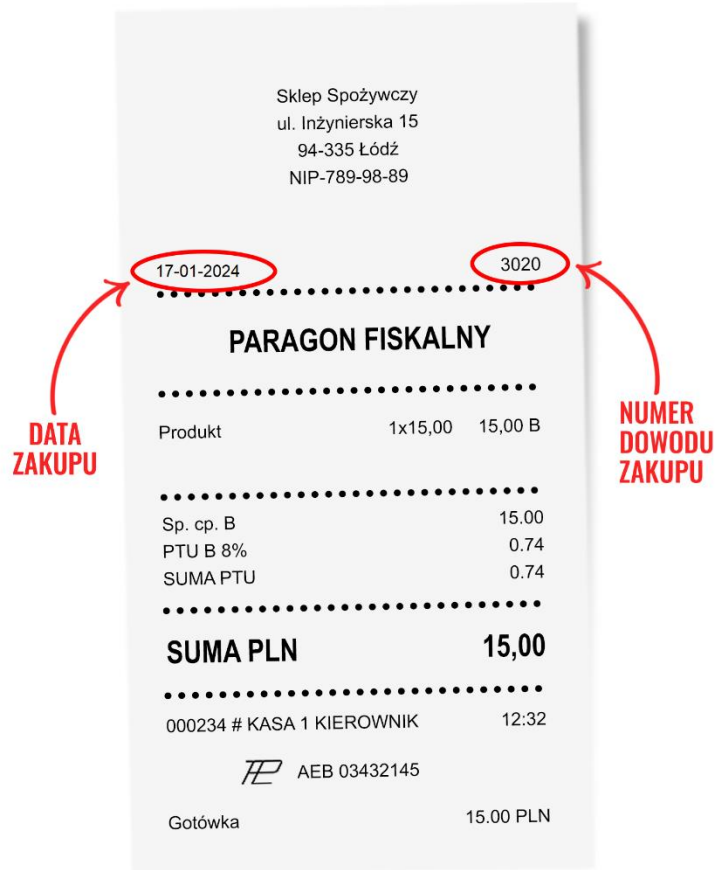 Sklep Spożywczy
ul. Inżynierska 15
94-335 Łódź
NIP-789-98-89
17-01-2024 3020
PARAGON FISKALNY
DATA
ZAKUPU
NUMER
DOWODU
ZAKUPU
Produkt 1x15,00 15,00 B
Sp. cp. B 15.00
PTU B 8% 0.74
SUMA PTU 0.74
SUMA PLN 15,00
000234 # KASA 1 KIEROWNIK 12:32
AEB 03432145
Gotówka 15.00 PLN